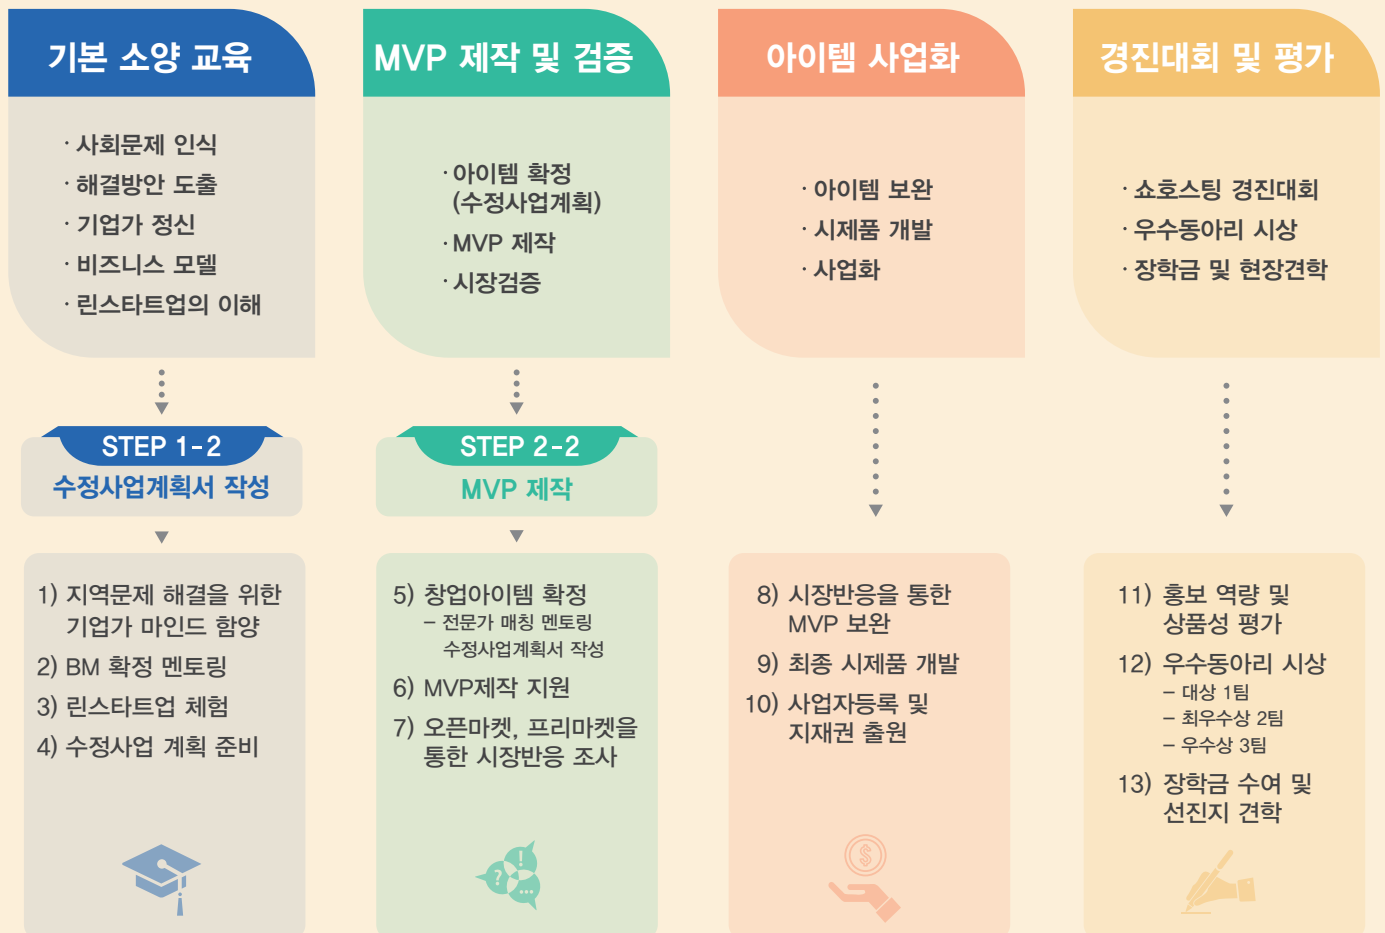 기본 소양 교육
· 사회문제 인식
· 해결방안 도출
· 기업가 정신
· 비즈니스 모델
· 린스타트업의 이해
STEP 1-2
수정사업계획서 작성
1) 지역문제 해결을 위한
기업가 마인드 함양
2) BM 확정 멘토링
3) 린스타트업 체험
4) 수정사업 계획 준비
MVP 제작 및 검증
· 아이템 확정
(수정사업계획)
· MVP 제작
· 시장검증
STEP 2-2
MVP 제작
5) 창업아이템 확정
– 전문가 매칭 멘토링
수정사업계획서 작성
6) MVP제작 지원
7) 오픈마켓, 프리마켓을
통한 시장반응 조사
?
!
...
아이템 사업화
· 아이템 보완
· 시제품 개발
· 사업화
8) 시장반응을 통한
MVP 보완
9) 최종 시제품 개발
10) 사업자등록 및
지재권 출원
$
경진대회 및 평가
· 쇼호스팅 경진대회
· 우수동아리 시상
· 장학금 및 현장견학
11) 홍보 역량 및
상품성 평가
12) 우수동아리 시상
– 대상 1팀
– 최우수상 2팀
– 우수상 3팀
13) 장학금 수여 및
선진지 견학